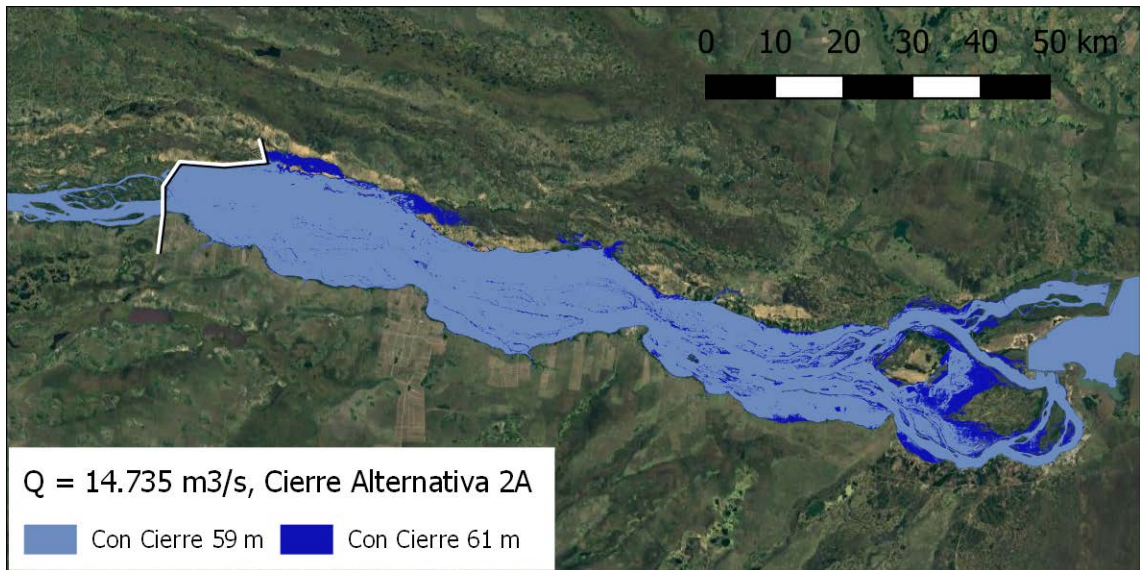 0 10 20 30 40 50 km
Q = 14.735 m3/s, Cierre Alternativa 2A
Con Cierre 59 m Con Cierre 61 m